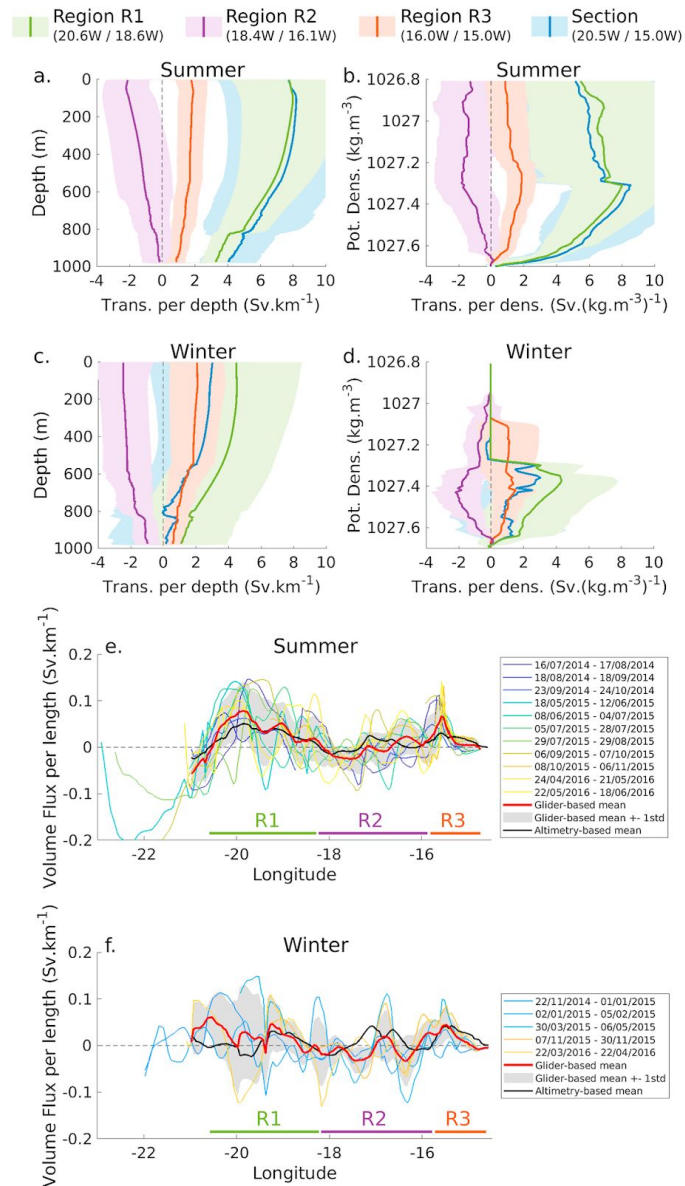 Region R1
(20.6W / 18.6W)
Region R2
(18.4W / 16.1W)
Region R3
(16.0W / 15.0W)
Section
(20.5W / 15.0W)
a.
Summer
0
200
400
600
800
1000
Depth (m)
-4 -2 0 2 4 6 8 10
Trans. per depth (Sv.km-1)
b.
Summer
1026.8
1027
1027.2
1027.4
1027.6
Pot. Dens. (kg.m-3)
-4 -2 0 2 4 6 8 10
Trans. per dens. (Sv.(kg.m-3)-1)
c.
Winter
0
200
400
600
800
1000
Depth (m)
-4 -2 0 2 4 6 8 10
Trans. per depth (Sv.km-1)
d.
Winter
1026.8
1027
1027.2
1027.4
1027.6
Pot. Dens. (kg.m-3)
-4 -2 0 2 4 6 8 10
Trans. per dens. (Sv.(kg.m-3)-1)
e.
Summer
0.2
0.1
0
-0.1
-0.2
Volume Flux per length (Sv.km-1)
R1 R2 R3
-22 -20 -18 -16
Longitude
16/07/2014 - 17/08/2014
18/08/2014 - 18/09/2014
23/09/2014 - 24/10/2014
18/05/2015 - 12/06/2015
08/06/2015 - 04/07/2015
05/07/2015 - 28/07/2015
29/07/2015 - 29/08/2015
06/09/2015 - 07/10/2015
08/10/2015 - 06/11/2015
24/04/2016 - 21/05/2016
22/05/2016 - 18/06/2016
Glider-based mean
Glider-based mean +- 1std
Altimetry-based mean
f.
Winter
0.2
0.1
0
-0.1
-0.2
Volume Flux per length (Sv.km-1)
R1 R2 R3
-22 -20 -18 -16
Longitude
22/11/2014 - 01/01/2015
02/01/2015 - 05/02/2015
30/03/2015 - 06/05/2015
07/11/2015 - 30/11/2015
22/03/2016 - 22/04/2016
Glider-based mean
Glider-based mean +- 1std
Altimetry-based mean